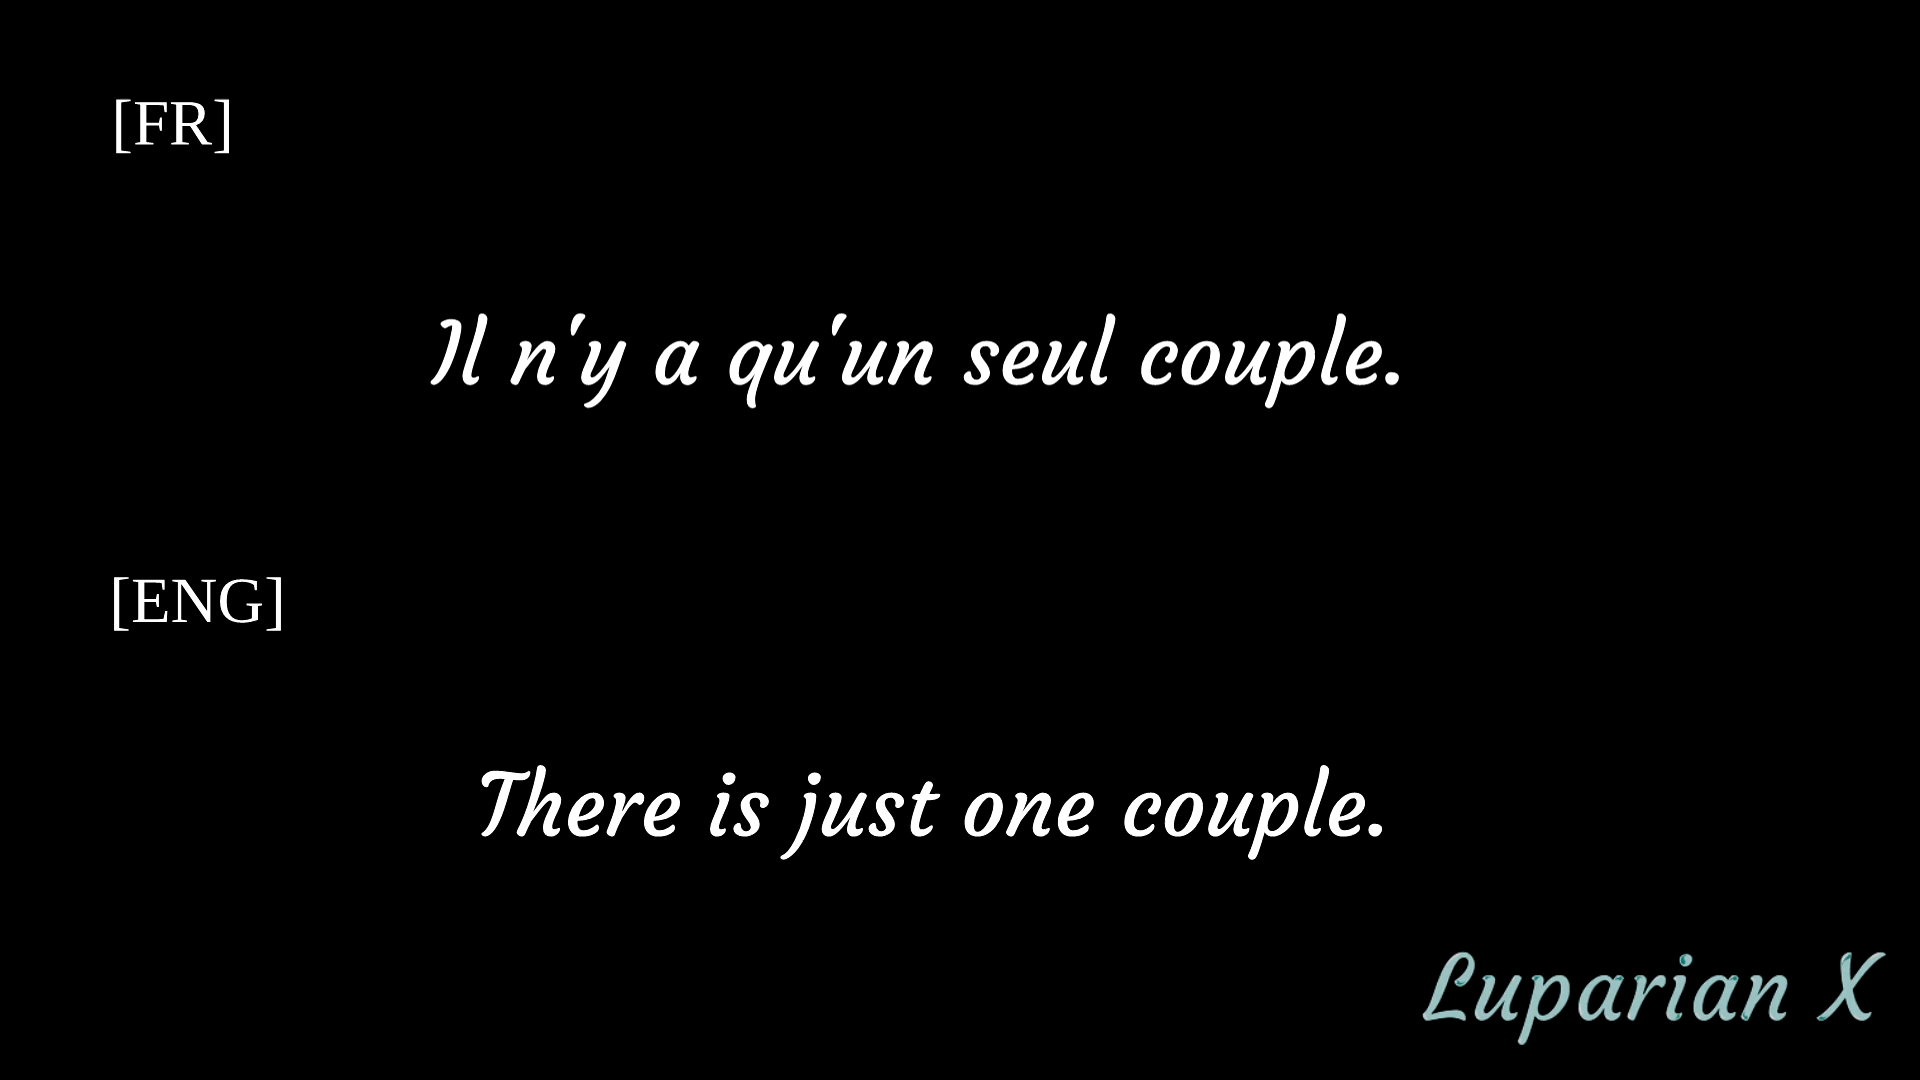 [FR]
Il n'y a qu'un seul couple.
[ENG]
There is just one couple.
Luparian X